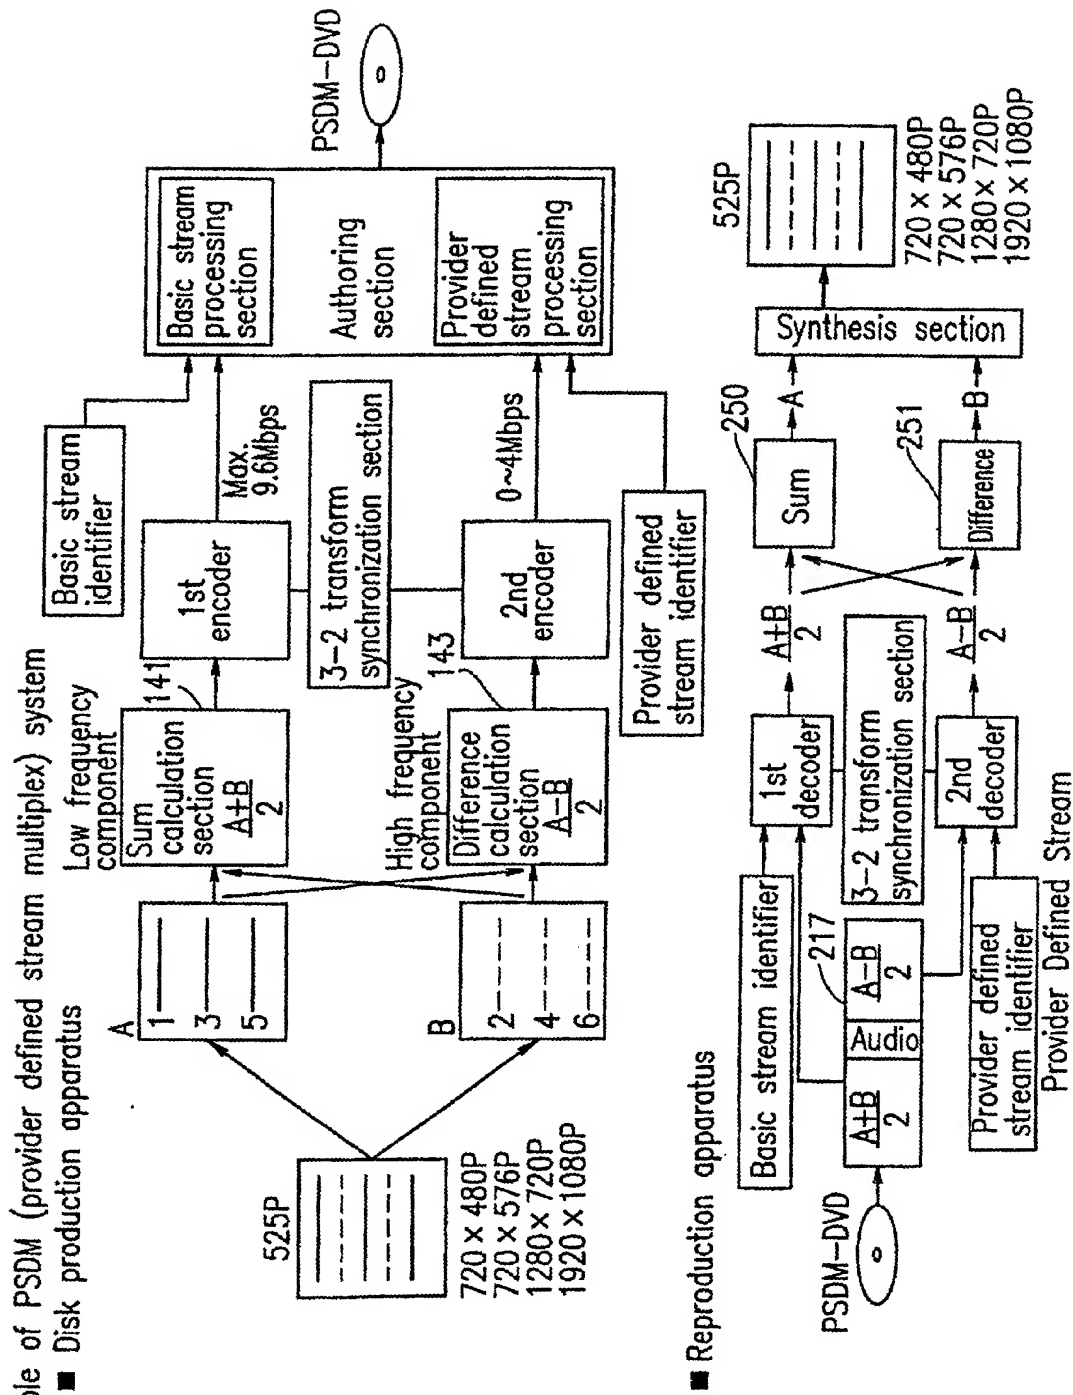 of PSDM (provider defined stream multiplex) system
■ Disk production apparatus
525P
720 × 480P
720 × 576P
1280 × 720P
1920 × 1080P
A
1
3
5
B
2
4
6
Low frequency
component
Sum
calculation
section
A+B
2
141
High frequency
component
Difference
calculation
section
A−B
2
143
1st
encoder
3−2 transform
synchronization section
2nd
encoder
Basic stream
identifier
Max.
9.6Mbps
0~4Mbps
Provider defined
stream identifier
Basic stream
processing
section
Authoring
section
Provider
defined
stream
processing
section
PSDM−DVD
■ Reproduction apparatus
PSDM−DVD
A+B
2
Audio
A−B
2
217
Basic stream identifier
Provider defined
stream identifier
Provider Defined Stream
1st
decoder
3−2 transform
synchronization section
2nd
decoder
A+B
2
A−B
2
Sum
250
Difference
251
A
B
Synthesis section
525P
720 × 480P
720 × 576P
1280 × 720P
1920 × 1080P